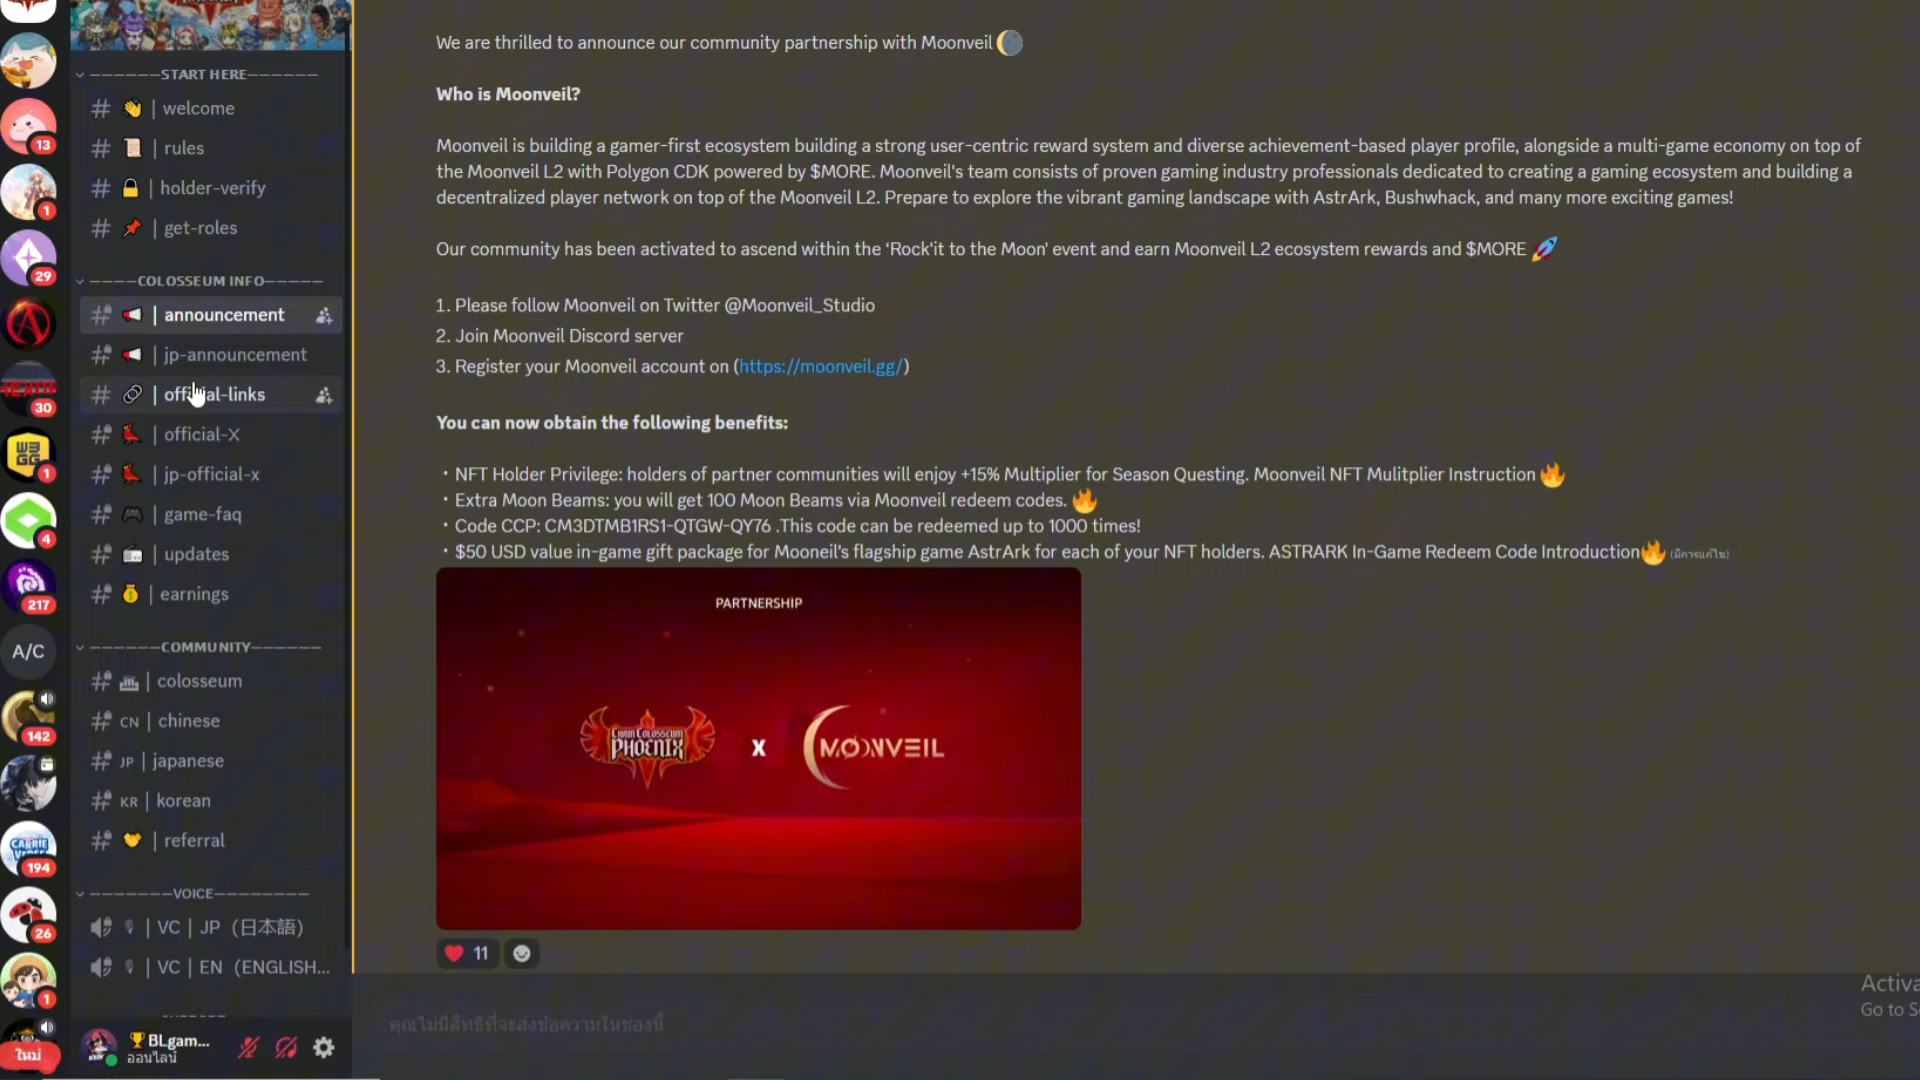 ——————START HERE——————
👋 | welcome
📜 | rules
🔒 | holder-verify
📌 | get-roles
————COLOSSEUM INFO—————
📢 | announcement
📢 | jp-announcement
🔗 | official-links
| official-X
| jp-official-x
🎮 | game-faq
📻 | updates
💰 | earnings
——————COMMUNITY——————
| colosseum
CN | chinese
JP | japanese
KR | korean
🤝 | referral
———————VOICE————————
🎙 | VC | JP (日本語)
🎙 | VC | EN (ENGLISH...
13
1
29
30
W3
GG
1
4
217
A/C
142
CARRIE
VERSE
194
26
1
ใหม่
🏆BLgam...
ออนไลน์
We are thrilled to announce our community partnership with Moonveil 🌘
Who is Moonveil?
Moonveil is building a gamer-first ecosystem building a strong user-centric reward system and diverse achievement-based player profile, alongside a multi-game economy on top of
the Moonveil L2 with Polygon CDK powered by $MORE. Moonveil's team consists of proven gaming industry professionals dedicated to creating a gaming ecosystem and building a
decentralized player network on top of the Moonveil L2. Prepare to explore the vibrant gaming landscape with AstrArk, Bushwhack, and many more exciting games!
Our community has been activated to ascend within the ‘Rock'it to the Moon' event and earn Moonveil L2 ecosystem rewards and $MORE 🚀
1. Please follow Moonveil on Twitter @Moonveil_Studio
2. Join Moonveil Discord server
3. Register your Moonveil account on (https://moonveil.gg/)
You can now obtain the following benefits:
・NFT Holder Privilege: holders of partner communities will enjoy +15% Multiplier for Season Questing. Moonveil NFT Mulitplier Instruction 🔥
・Extra Moon Beams: you will get 100 Moon Beams via Moonveil redeem codes. 🔥
・Code CCP: CM3DTMB1RS1-QTGW-QY76 .This code can be redeemed up to 1000 times!
・$50 USD value in-game gift package for Mooneil's flagship game AstrArk for each of your NFT holders. ASTRARK In-Game Redeem Code Introduction🔥 (มีการแก้ไข)
PARTNERSHIP
CHAIN COLOSSEUM
PHOENIX
X
MOONVEIL
❤️ 11
คุณไม่มีสิทธิ์ที่จะส่งข้อความในช่องนี้
Activa
Go to S